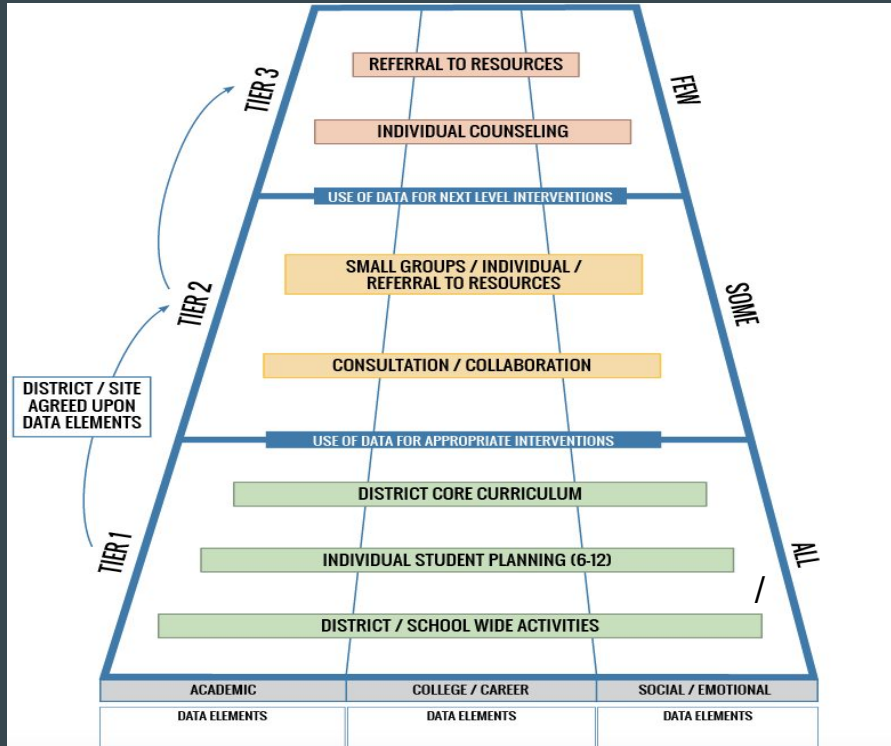 TIER 3
REFERRAL TO RESOURCES
FEW
INDIVIDUAL COUNSELING
USE OF DATA FOR NEXT LEVEL INTERVENTIONS
TIER 2
SMALL GROUPS / INDIVIDUAL /
REFERRAL TO RESOURCES
SOME
CONSULTATION / COLLABORATION
DISTRICT / SITE
AGREED UPON
DATA ELEMENTS
USE OF DATA FOR APPROPRIATE INTERVENTIONS
TIER 1
DISTRICT CORE CURRICULUM
ALL
INDIVIDUAL STUDENT PLANNING (6-12)
/
DISTRICT / SCHOOL WIDE ACTIVITIES
ACADEMIC
COLLEGE / CAREER
SOCIAL / EMOTIONAL
DATA ELEMENTS
DATA ELEMENTS
DATA ELEMENTS